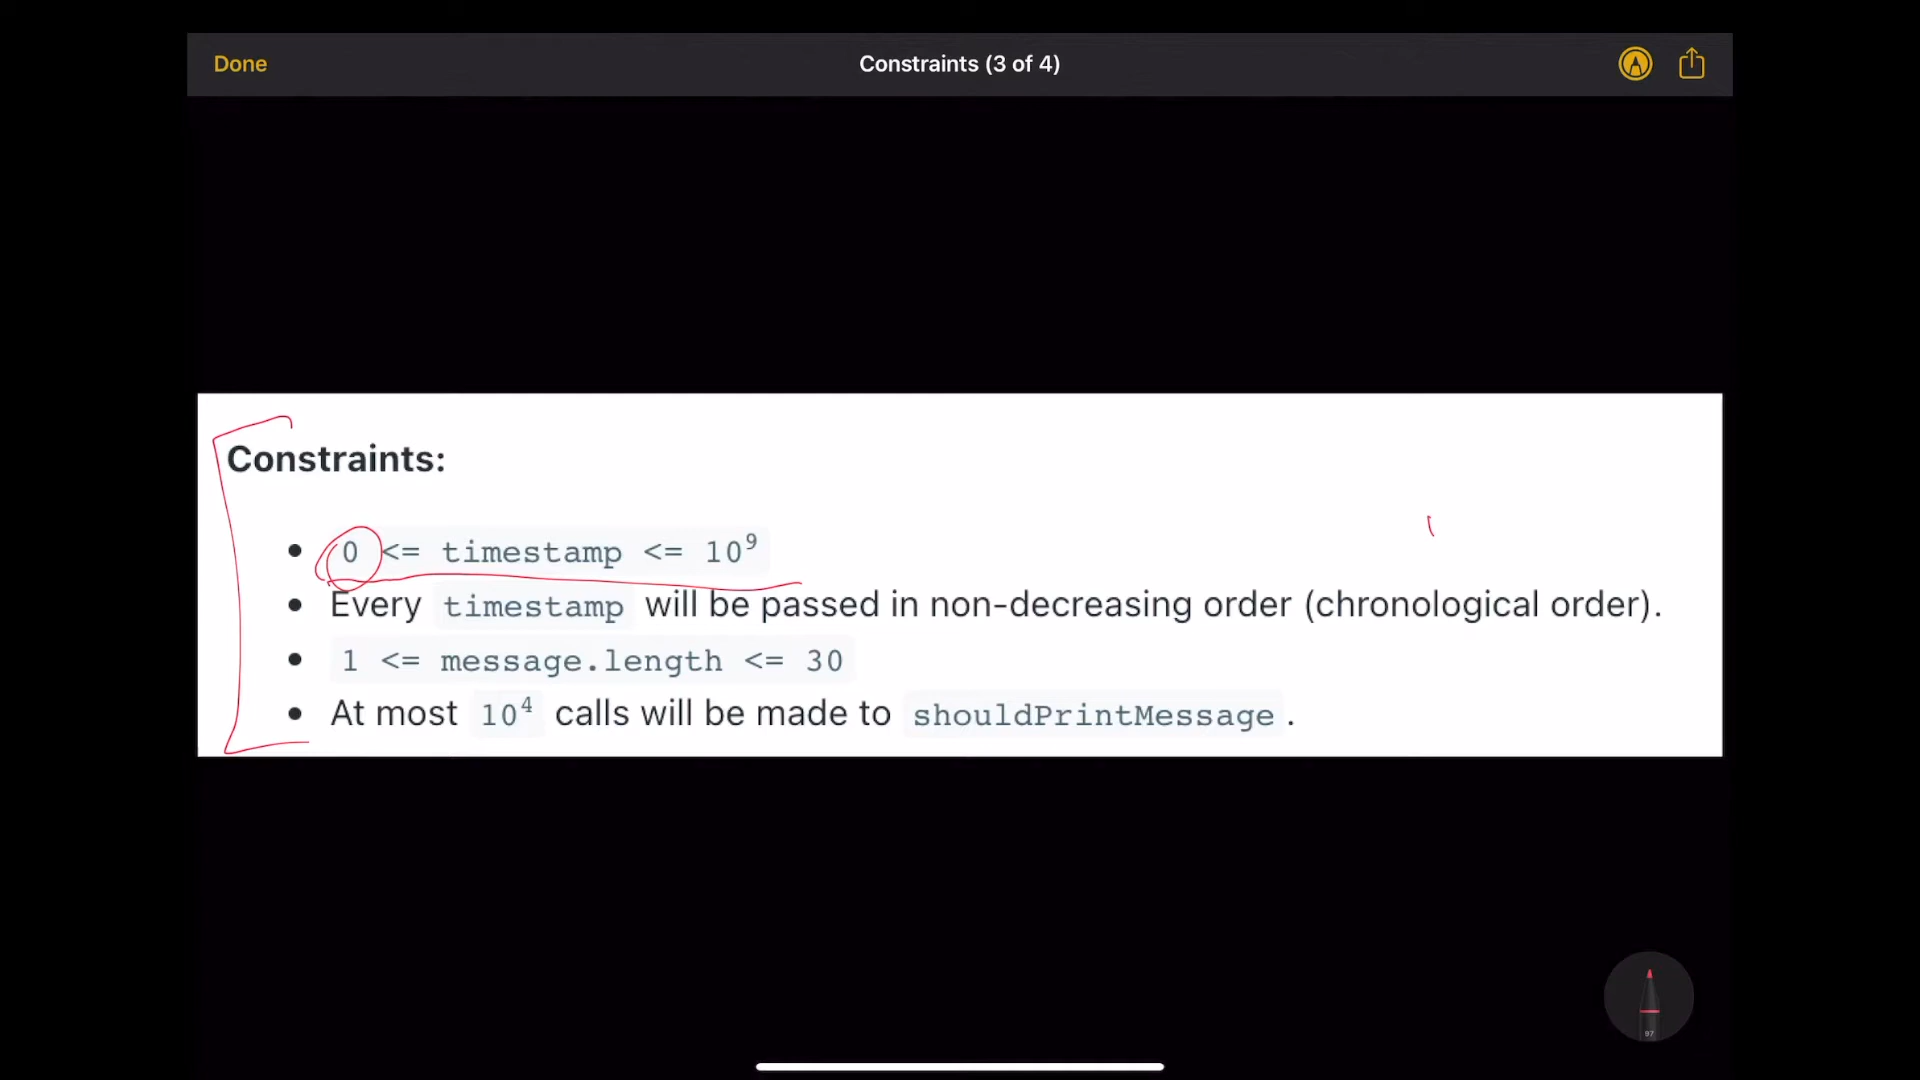 Done
Constraints (3 of 4)
Constraints:
0 <= timestamp <= 10⁹
Every timestamp will be passed in non-decreasing order (chronological order).
1 <= message.length <= 30
At most 10⁴ calls will be made to shouldPrintMessage.
97